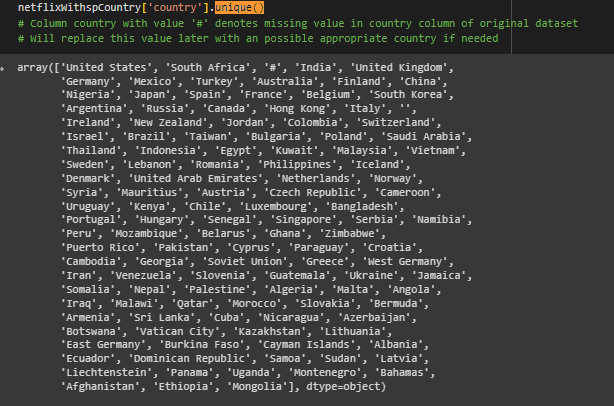 netflixWithspCountry['country'].unique()
# Column country with value '#' denotes missing value in country column of original dataset
# Will replace this value later with an possible appropriate country if needed
array(['United States', 'South Africa', '#', 'India', 'United Kingdom',
'Germany', 'Mexico', 'Turkey', 'Australia', 'Finland', 'China',
'Nigeria', 'Japan', 'Spain', 'France', 'Belgium', 'South Korea',
'Argentina', 'Russia', 'Canada', 'Hong Kong', 'Italy', '',
'Ireland', 'New Zealand', 'Jordan', 'Colombia', 'Switzerland',
'Israel', 'Brazil', 'Taiwan', 'Bulgaria', 'Poland', 'Saudi Arabia',
'Thailand', 'Indonesia', 'Egypt', 'Kuwait', 'Malaysia', 'Vietnam',
'Sweden', 'Lebanon', 'Romania', 'Philippines', 'Iceland',
'Denmark', 'United Arab Emirates', 'Netherlands', 'Norway',
'Syria', 'Mauritius', 'Austria', 'Czech Republic', 'Cameroon',
'Uruguay', 'Kenya', 'Chile', 'Luxembourg', 'Bangladesh',
'Portugal', 'Hungary', 'Senegal', 'Singapore', 'Serbia', 'Namibia',
'Peru', 'Mozambique', 'Belarus', 'Ghana', 'Zimbabwe',
'Puerto Rico', 'Pakistan', 'Cyprus', 'Paraguay', 'Croatia',
'Cambodia', 'Georgia', 'Soviet Union', 'Greece', 'West Germany',
'Iran', 'Venezuela', 'Slovenia', 'Guatemala', 'Ukraine', 'Jamaica',
'Somalia', 'Nepal', 'Palestine', 'Algeria', 'Malta', 'Angola',
'Iraq', 'Malawi', 'Qatar', 'Morocco', 'Slovakia', 'Bermuda',
'Armenia', 'Sri Lanka', 'Cuba', 'Nicaragua', 'Azerbaijan',
'Botswana', 'Vatican City', 'Kazakhstan', 'Lithuania',
'East Germany', 'Burkina Faso', 'Cayman Islands', 'Albania',
'Ecuador', 'Dominican Republic', 'Samoa', 'Sudan', 'Latvia',
'Liechtenstein', 'Panama', 'Uganda', 'Montenegro', 'Bahamas',
'Afghanistan', 'Ethiopia', 'Mongolia'], dtype=object)